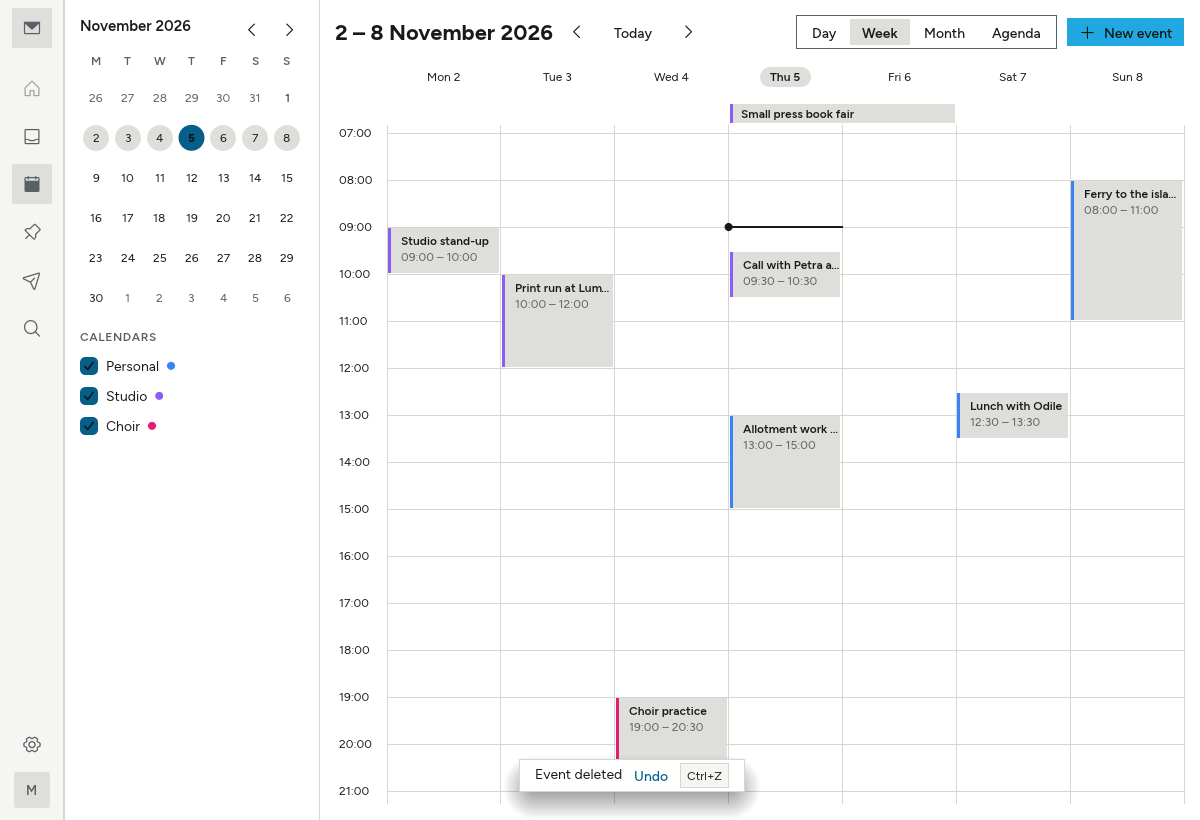 November 2026
M T W T F S S
26 27 28 29 30 31 1
2 3 4 5 6 7 8
9 10 11 12 13 14 15
16 17 18 19 20 21 22
23 24 25 26 27 28 29
30 1 2 3 4 5 6
CALENDARS
Personal
Studio
Choir
M
2 – 8 November 2026
Today
Day Week Month Agenda
New event
Mon 2 Tue 3 Wed 4 Thu 5 Fri 6 Sat 7 Sun 8
Small press book fair
07:00
08:00
09:00
10:00
11:00
12:00
13:00
14:00
15:00
16:00
17:00
18:00
19:00
20:00
21:00
Studio stand-up
09:00 – 10:00
Print run at Lum...
10:00 – 12:00
Choir practice
19:00 – 20:30
Call with Petra a...
09:30 – 10:30
Allotment work ...
13:00 – 15:00
Lunch with Odile
12:30 – 13:30
Ferry to the isla...
08:00 – 11:00
Event deleted Undo Ctrl+Z